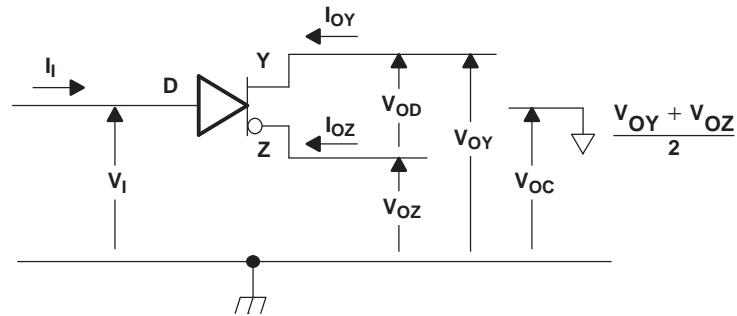 I_OY
I_I
D
Y
V_OD
I_OZ
Z
V_OY
V_OY + V_OZ
2
V_I
V_OZ
V_OC